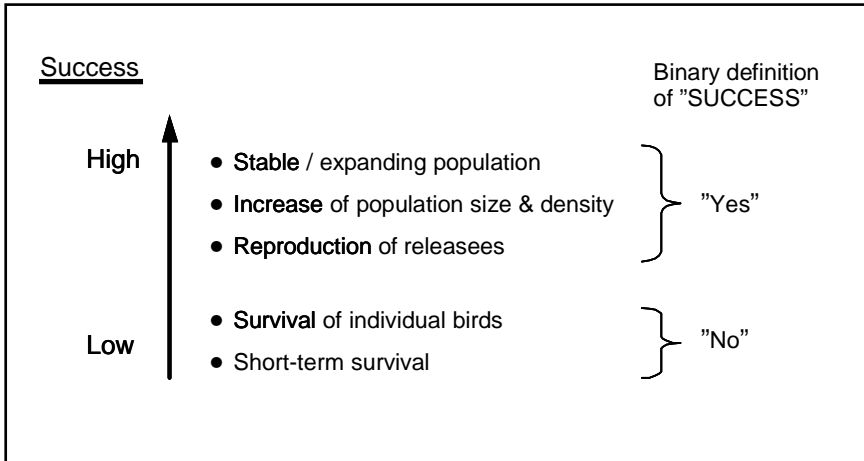 Success
Binary definition
of ”SUCCESS”
High
● Stable / expanding population
● Increase of population size & density
● Reproduction of releasees
”Yes”
● Survival of individual birds
Low
● Short-term survival
”No”